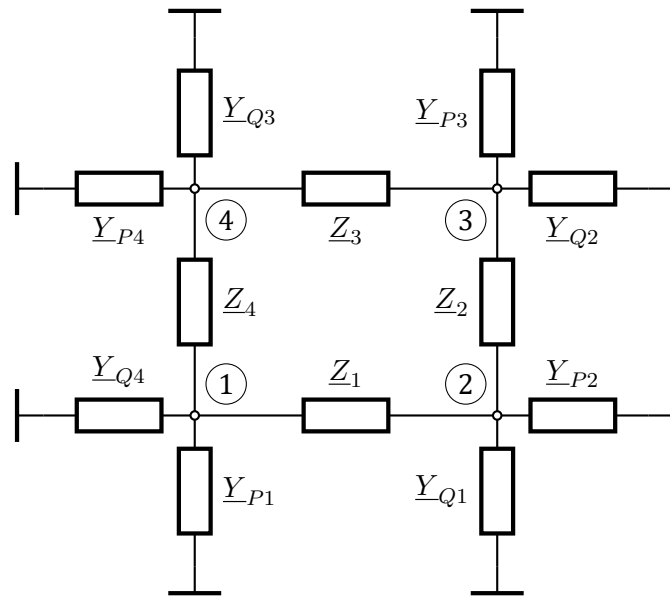 Y_Q3
Y_P3
Y_P4
④
Z_3
③
Y_Q2
Z_4
Z_2
Y_Q4
①
Z_1
②
Y_P2
Y_P1
Y_Q1